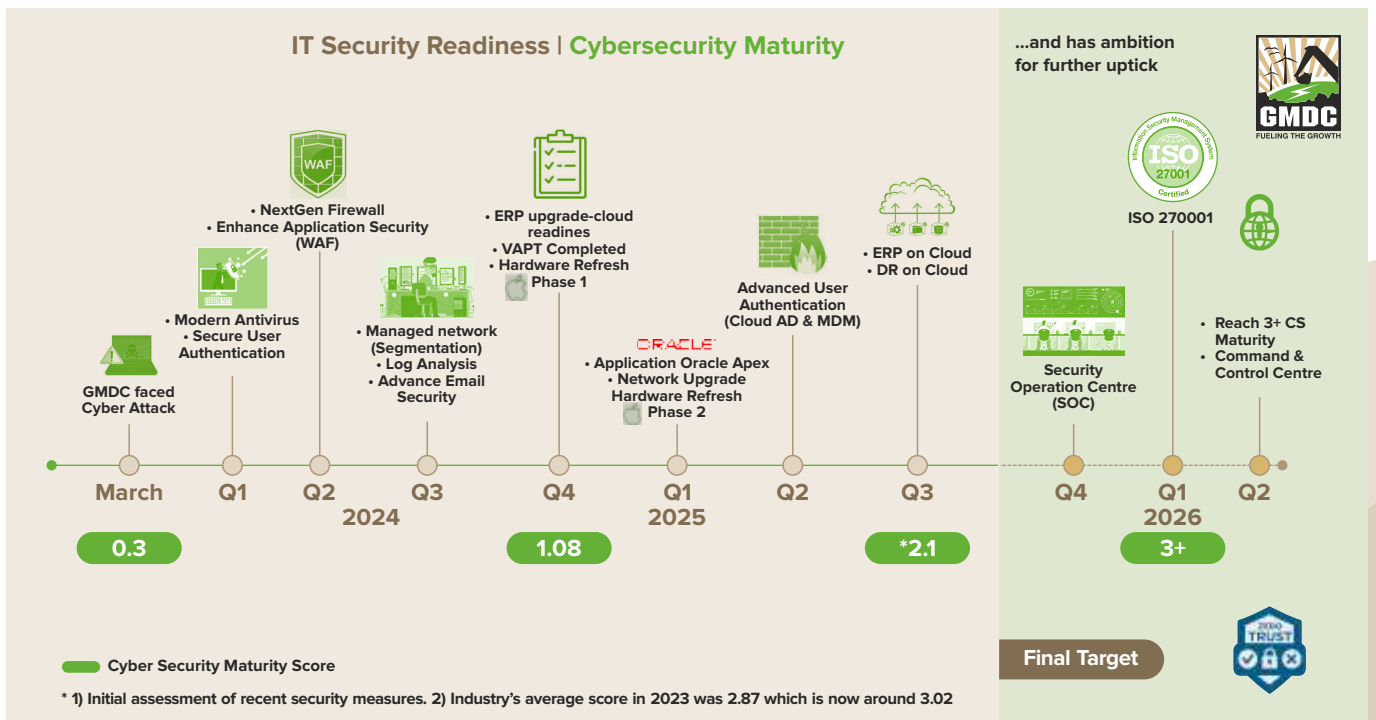 IT Security Readiness | Cybersecurity Maturity
...and has ambition
for further uptick
GMDC
FUELING THE GROWTH
WAF
• NextGen Firewall
• Enhance Application Security
(WAF)
• ERP upgrade-cloud
readines
• VAPT Completed
• Hardware Refresh
Phase 1
Information Security Management System
ISO
27001
Certified
ISO 270001
• ERP on Cloud
• DR on Cloud
• Modern Antivirus
• Secure User
Authentication
• Managed network
(Segmentation)
• Log Analysis
• Advance Email
Security
Advanced User
Authentication
(Cloud AD & MDM)
ORACLE
• Application Oracle Apex
• Network Upgrade
Hardware Refresh
Phase 2
GMDC faced
Cyber Attack
Security
Operation Centre
(SOC)
• Reach 3+ CS
Maturity
• Command &
Control Centre
March Q1 Q2 Q3 Q4 Q1 Q2 Q3 Q4 Q1 Q2
2024 2025 2026
0.3 1.08 *2.1 3+
ZERO
TRUST
Final Target
Cyber Security Maturity Score
* 1) Initial assessment of recent security measures. 2) Industry's average score in 2023 was 2.87 which is now around 3.02